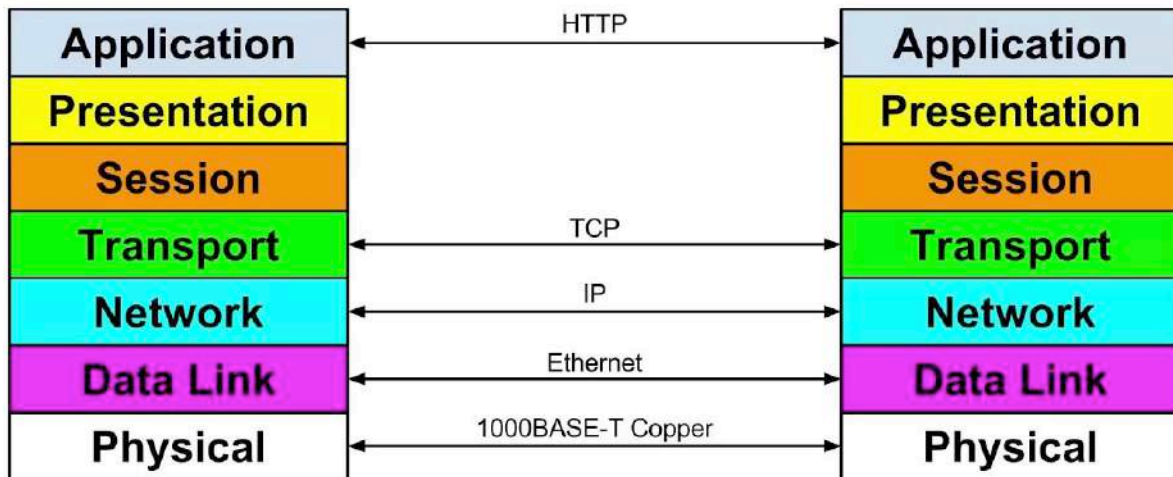 Application HTTP Application
Presentation Presentation
Session Session
Transport TCP Transport
Network IP Network
Data Link Ethernet Data Link
Physical 1000BASE-T Copper Physical